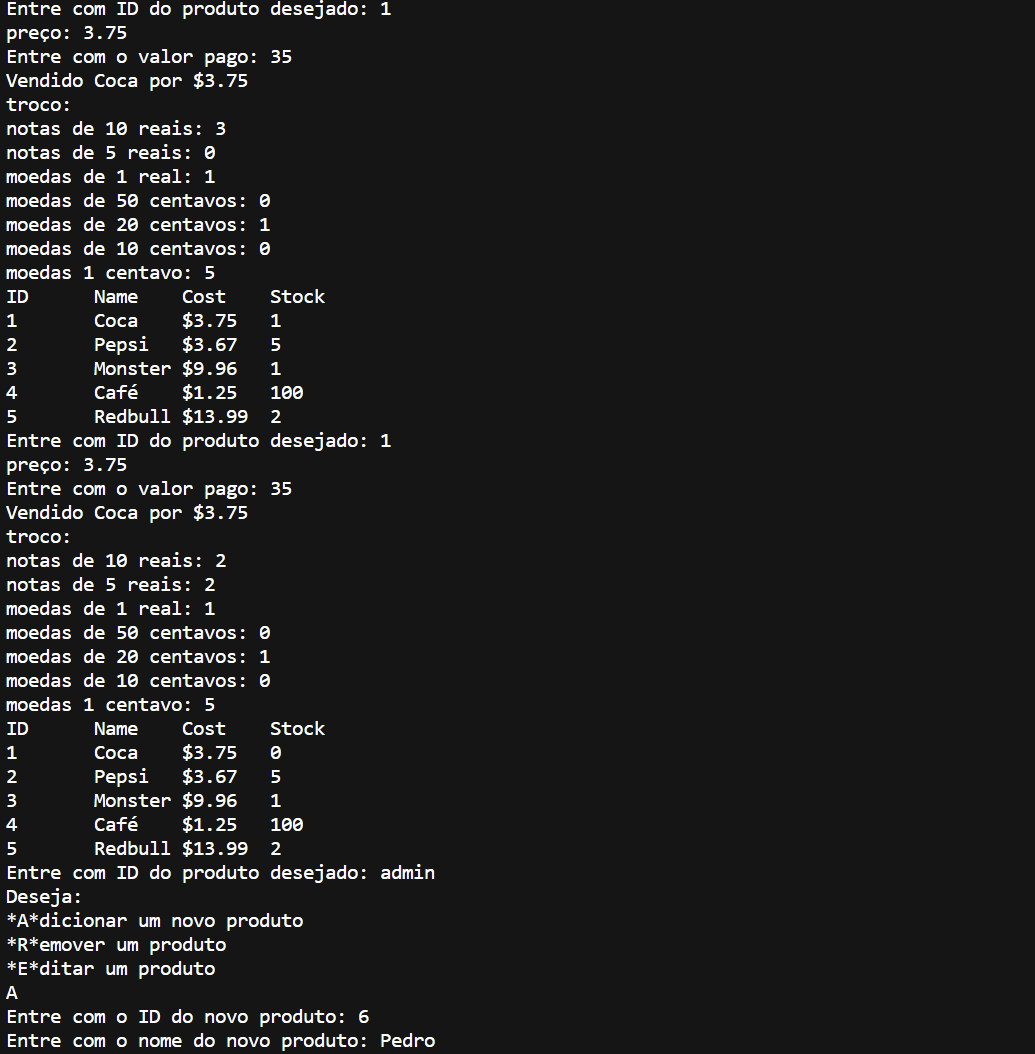 Entre com ID do produto desejado: 1
preço: 3.75
Entre com o valor pago: 35
Vendido Coca por $3.75
troco:
notas de 10 reais: 3
notas de 5 reais: 0
moedas de 1 real: 1
moedas de 50 centavos: 0
moedas de 20 centavos: 1
moedas de 10 centavos: 0
moedas 1 centavo: 5
ID      Name    Cost    Stock
1       Coca    $3.75   1
2       Pepsi   $3.67   5
3       Monster $9.96   1
4       Café    $1.25   100
5       Redbull $13.99  2
Entre com ID do produto desejado: 1
preço: 3.75
Entre com o valor pago: 35
Vendido Coca por $3.75
troco:
notas de 10 reais: 2
notas de 5 reais: 2
moedas de 1 real: 1
moedas de 50 centavos: 0
moedas de 20 centavos: 1
moedas de 10 centavos: 0
moedas 1 centavo: 5
ID      Name    Cost    Stock
1       Coca    $3.75   0
2       Pepsi   $3.67   5
3       Monster $9.96   1
4       Café    $1.25   100
5       Redbull $13.99  2
Entre com ID do produto desejado: admin
Deseja:
*A*dicionar um novo produto
*R*emover um produto
*E*ditar um produto
A
Entre com o ID do novo produto: 6
Entre com o nome do novo produto: Pedro